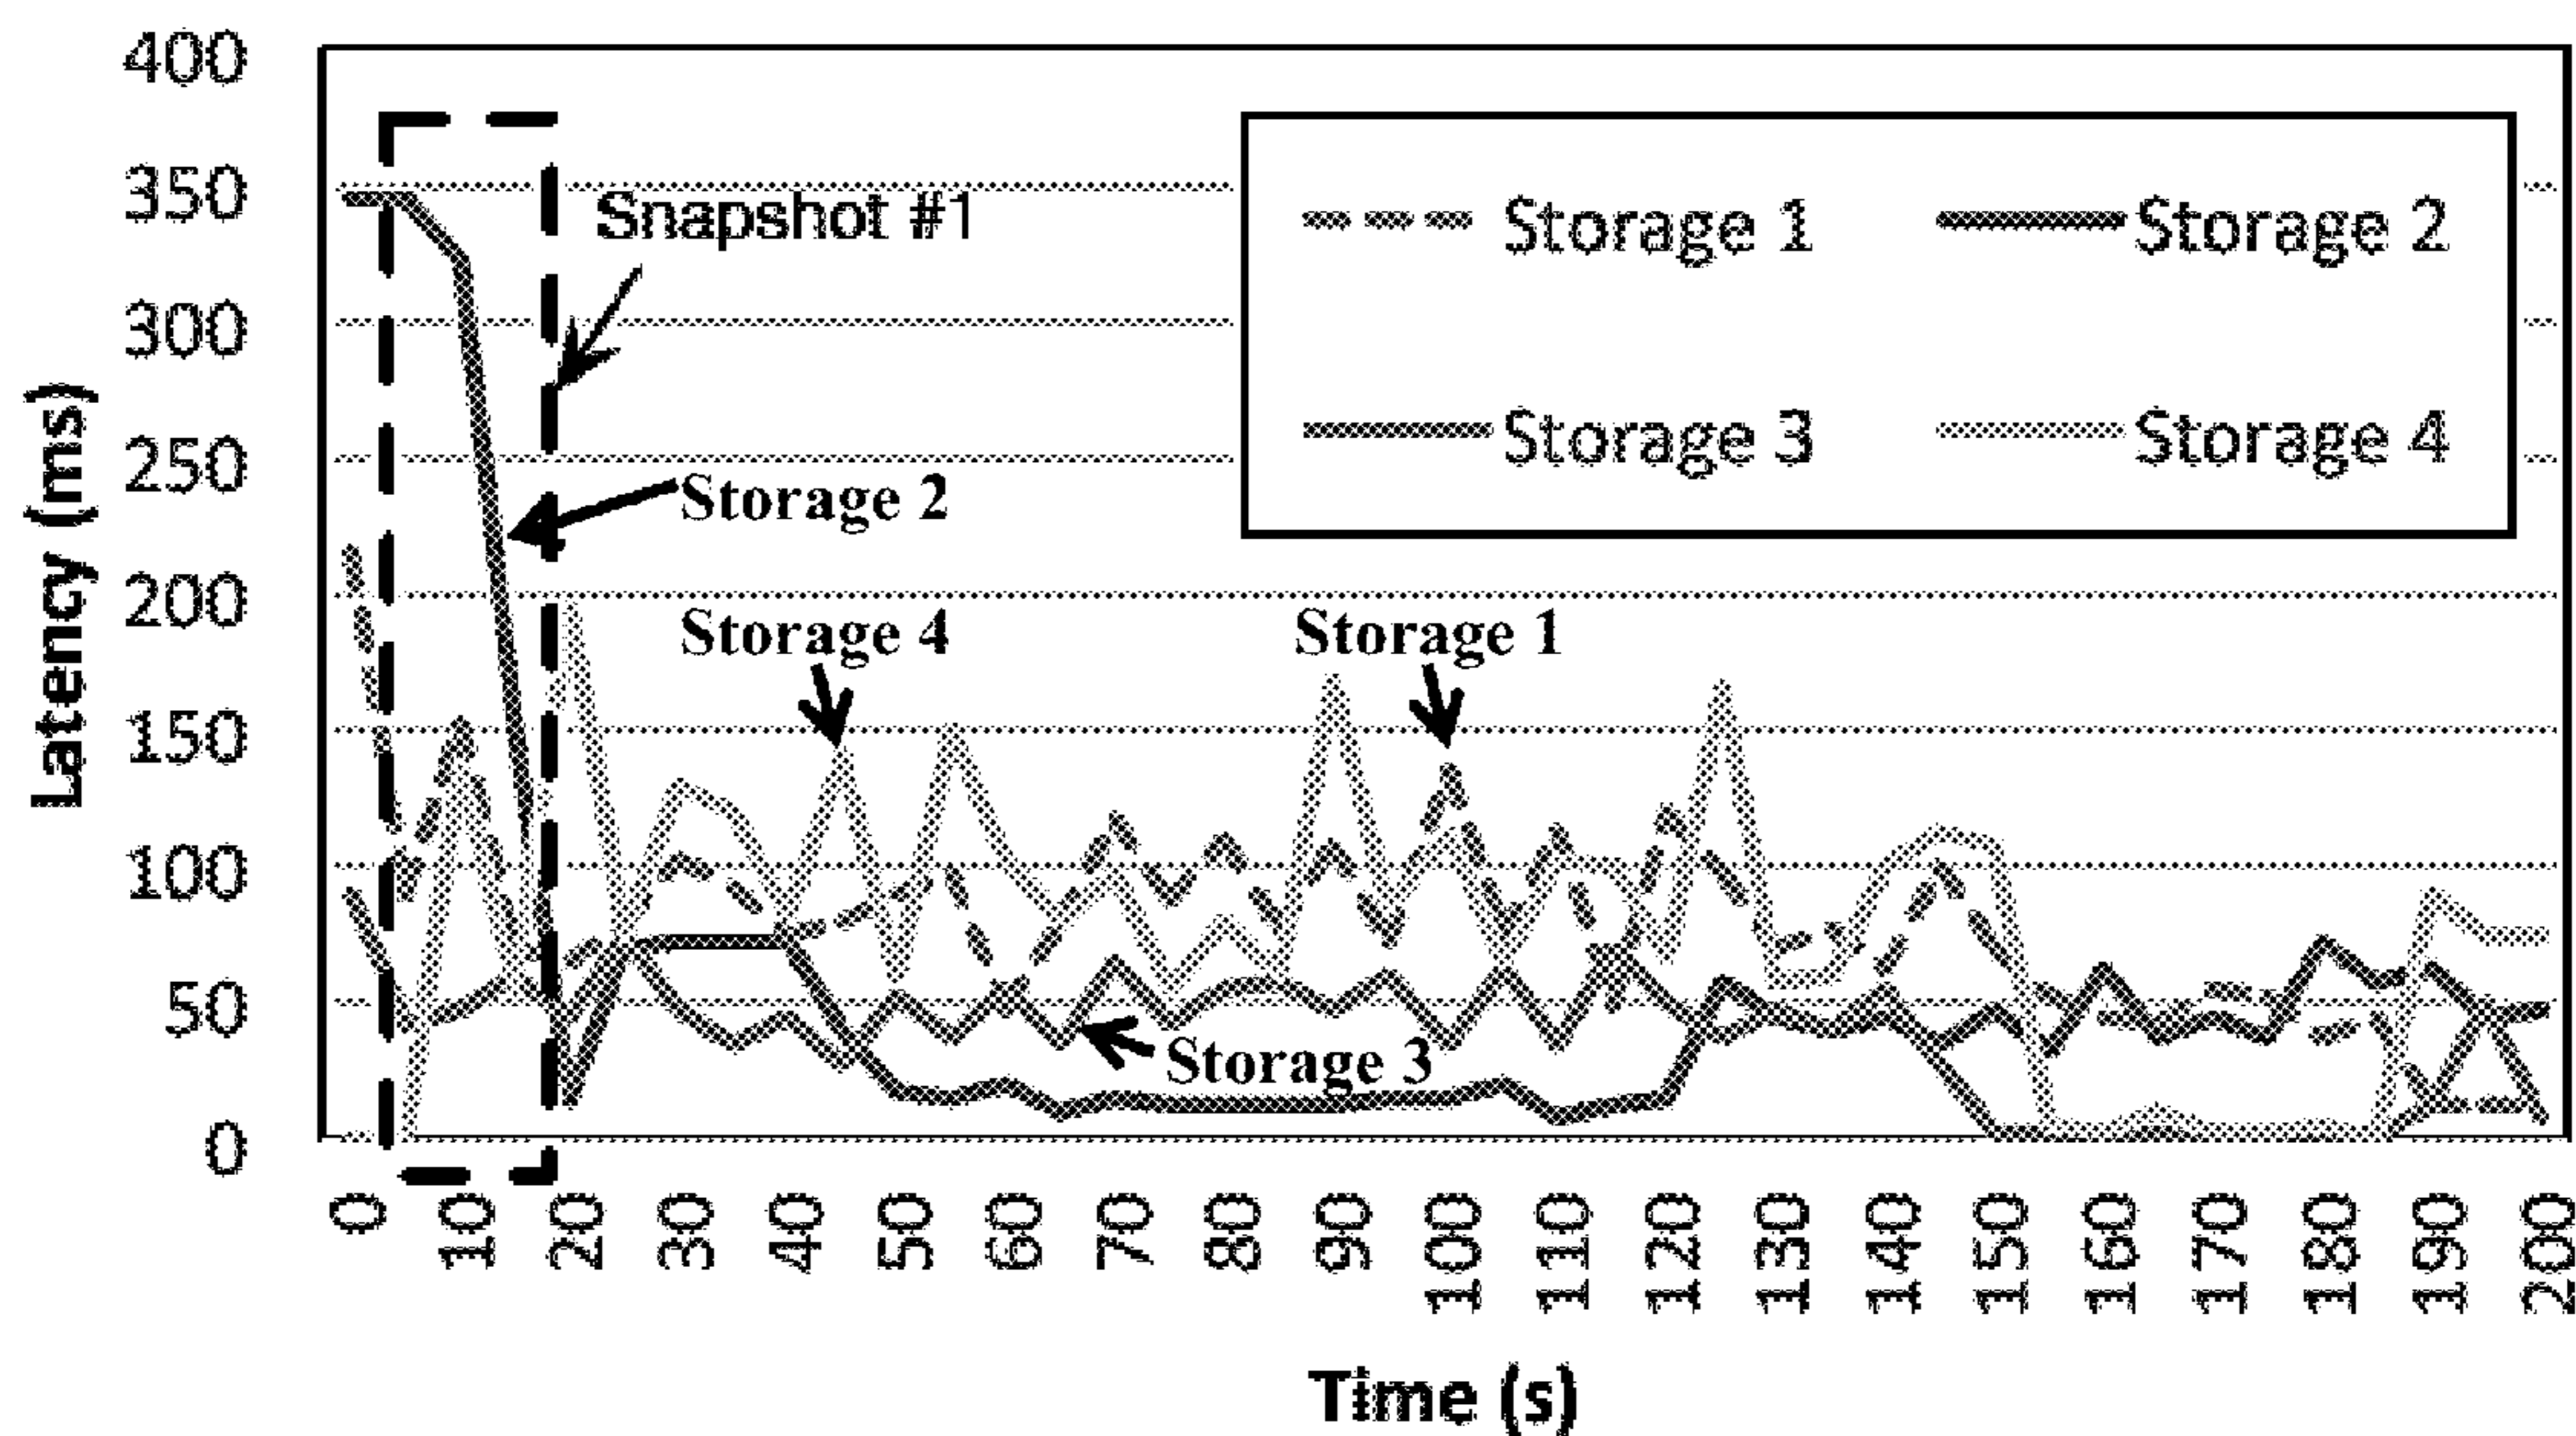 400
350
300
250
200
150
100
50
0
Latency (ms)
Snapshot #1
Storage 1
Storage 2
Storage 3
Storage 4
Storage 2
Storage 4
Storage 1
Storage 3
0
10
20
30
40
50
60
70
80
90
100
110
120
130
140
150
160
170
180
190
200
Time (s)